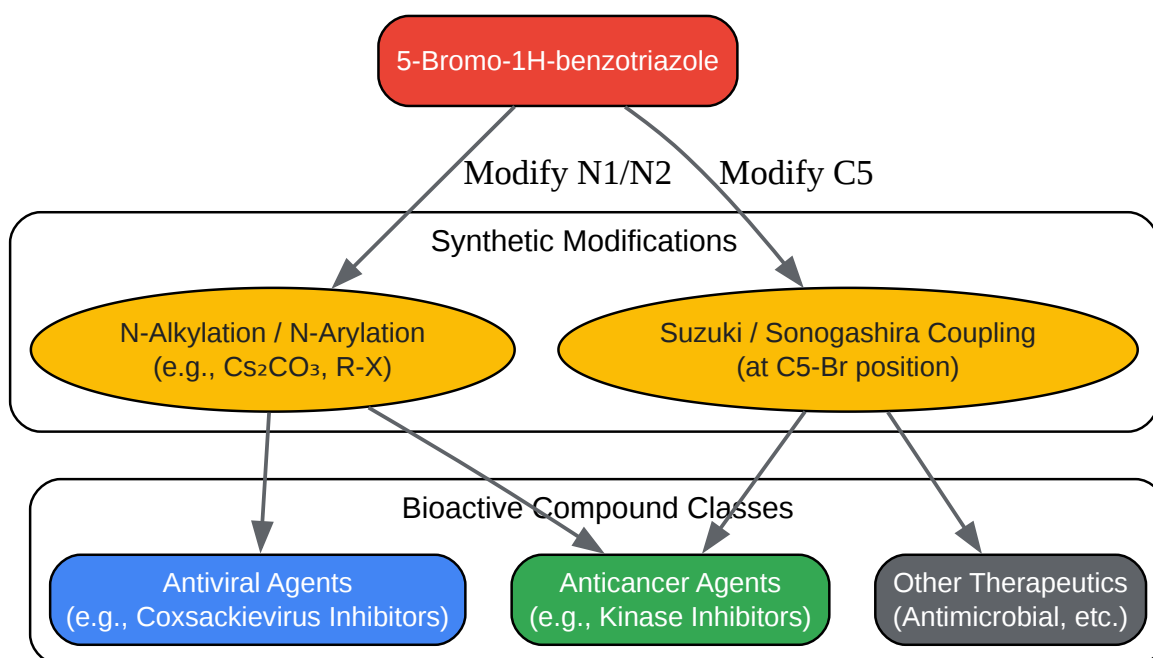 5-Bromo-1H-benzotriazole
Modify N1/N2
Modify C5
Synthetic Modifications
N-Alkylation / N-Arylation
(e.g., Cs₂CO₃, R-X)
Suzuki / Sonogashira Coupling
(at C5-Br position)
Bioactive Compound Classes
Antiviral Agents
(e.g., Coxsackievirus Inhibitors)
Anticancer Agents
(e.g., Kinase Inhibitors)
Other Therapeutics
(Antimicrobial, etc.)